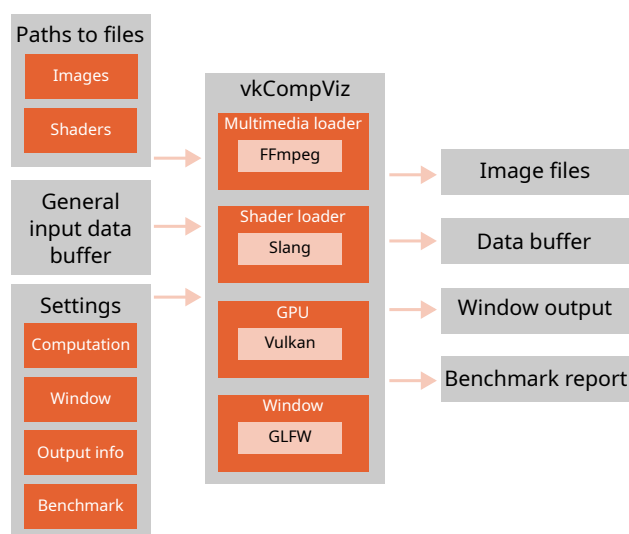 Paths to files
Images
Shaders
General
input data
buffer
Settings
Computation
Window
Output info
Benchmark
vkCompViz
Multimedia loader
FFmpeg
Shader loader
Slang
GPU
Vulkan
Window
GLFW
Image files
Data buffer
Window output
Benchmark report